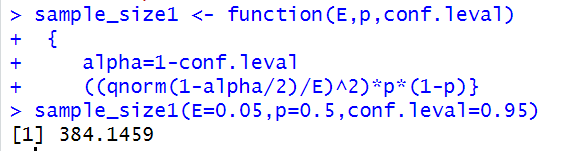 > sample_size1 <- function(E,p,conf.leval)
+ {
+ alpha=1-conf.leval
+ ((qnorm(1-alpha/2)/E)^2)*p*(1-p)}
> sample_size1(E=0.05,p=0.5,conf.leval=0.95)
[1] 384.1459